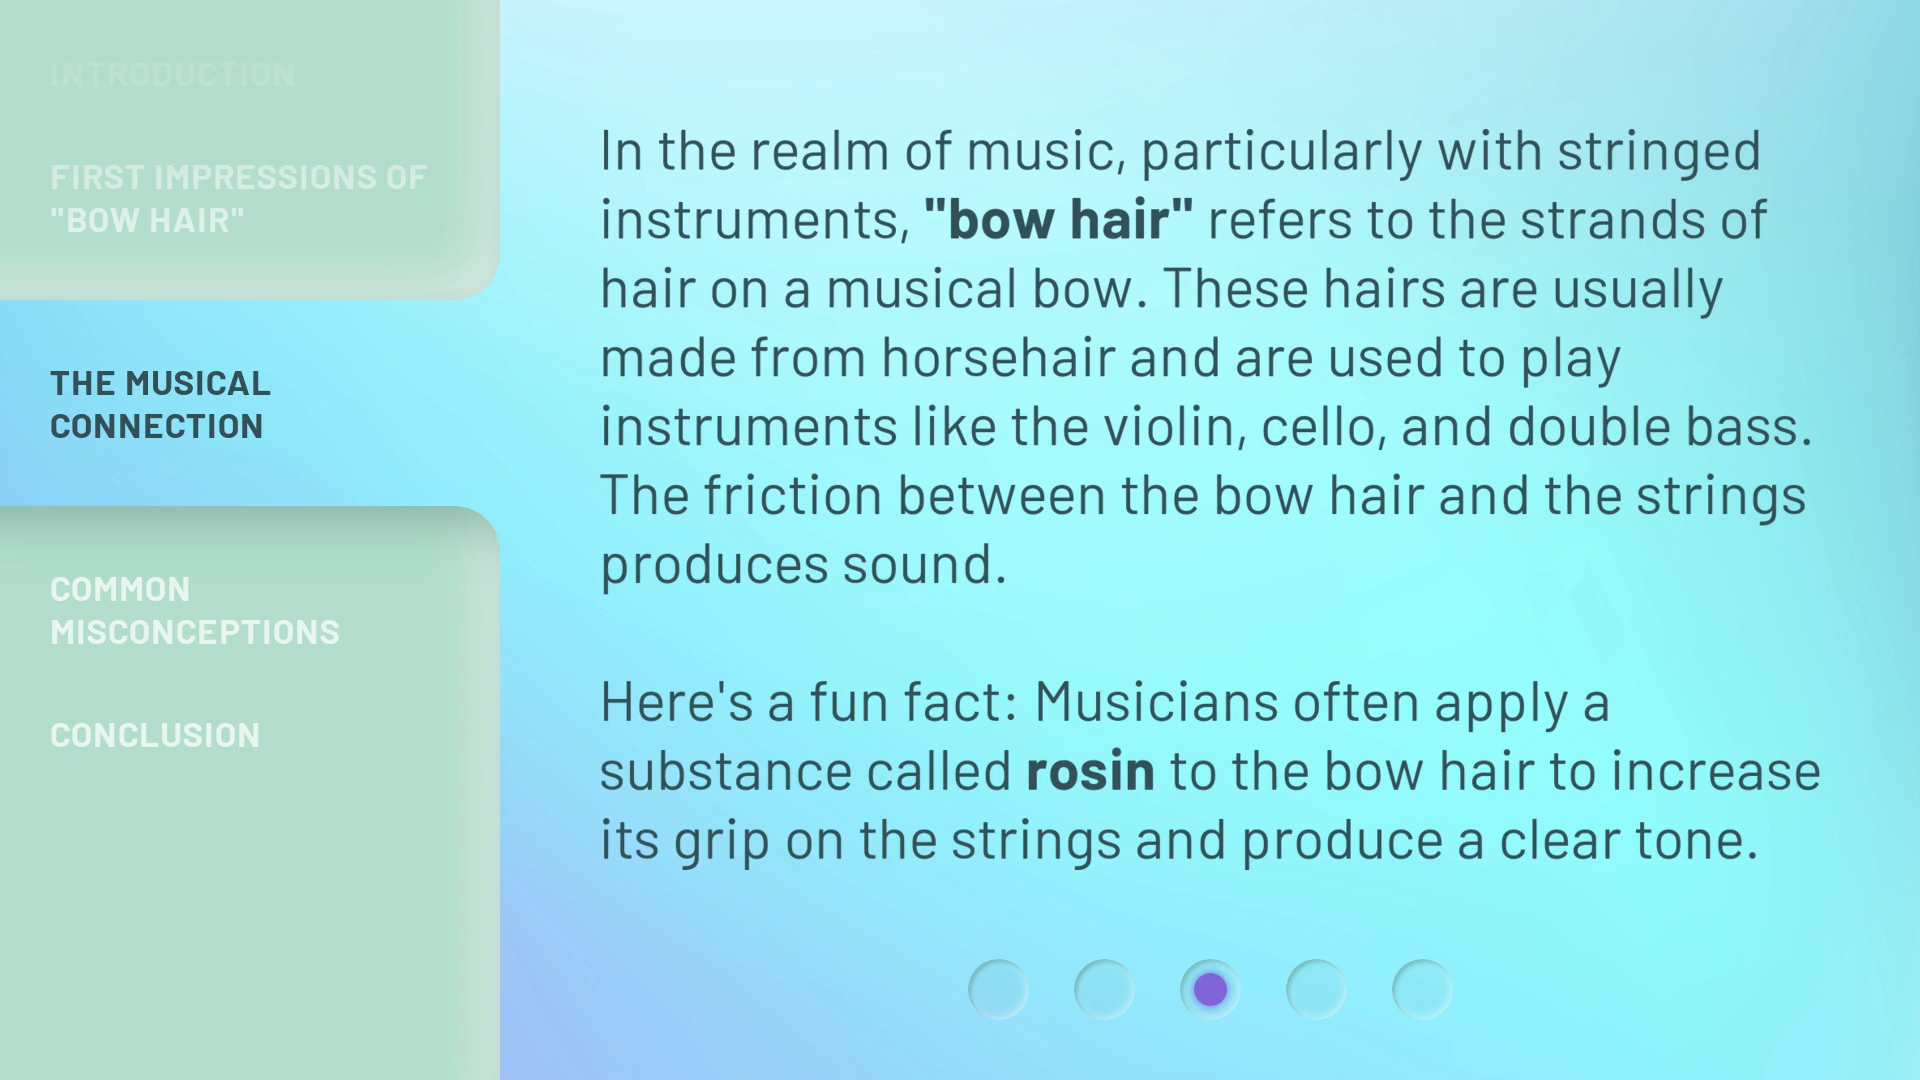 INTRODUCTION
FIRST IMPRESSIONS OF
"BOW HAIR"
THE MUSICAL
CONNECTION
COMMON
MISCONCEPTIONS
CONCLUSION
In the realm of music, particularly with stringed
instruments, "bow hair" refers to the strands of
hair on a musical bow. These hairs are usually
made from horsehair and are used to play
instruments like the violin, cello, and double bass.
The friction between the bow hair and the strings
produces sound.
Here's a fun fact: Musicians often apply a
substance called rosin to the bow hair to increase
its grip on the strings and produce a clear tone.